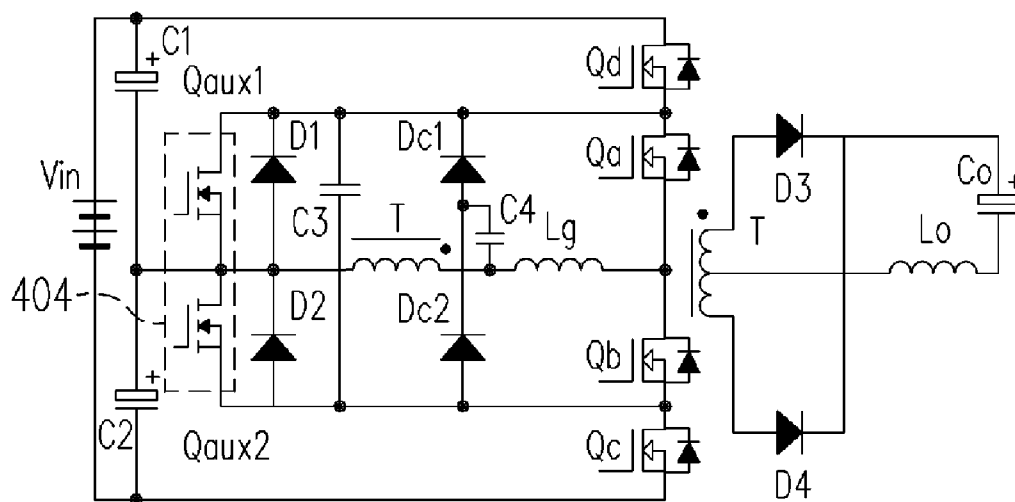 C1
+
Qaux1
Qd
D1
Dc1
Qa
Vin
C3
T
C4
Lg
D3
Co
+
T
Lo
404
D2
Dc2
Qb
+
C2
Qaux2
Qc
D4